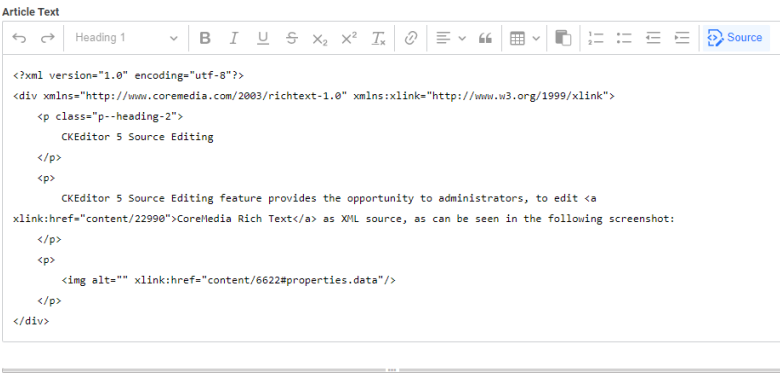 Article Text
Heading 1 B I U S x₂ x² Tx Source
<?xml version="1.0" encoding="utf-8"?>
<div xmlns="http://www.coremedia.com/2003/richtext-1.0" xmlns:xlink="http://www.w3.org/1999/xlink">
<p class="p--heading-2">
CKEditor 5 Source Editing
</p>
<p>
CKEditor 5 Source Editing feature provides the opportunity to administrators, to edit <a
xlink:href="content/22990">CoreMedia Rich Text</a> as XML source, as can be seen in the following screenshot:
</p>
<p>
<img alt="" xlink:href="content/6622#properties.data"/>
</p>
</div>